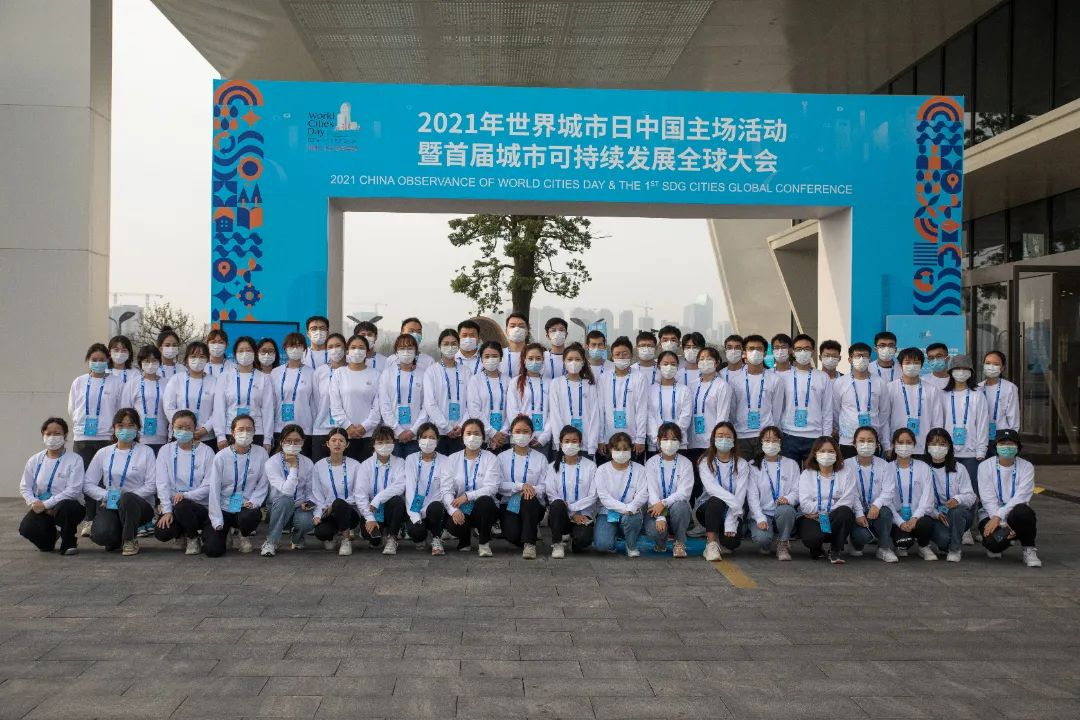 World
Cities
Day
2021年世界城市日中国主场活动
暨首届城市可持续发展全球大会
2021 CHINA OBSERVANCE OF WORLD CITIES DAY & THE 1ST SDG CITIES GLOBAL CONFERENCE